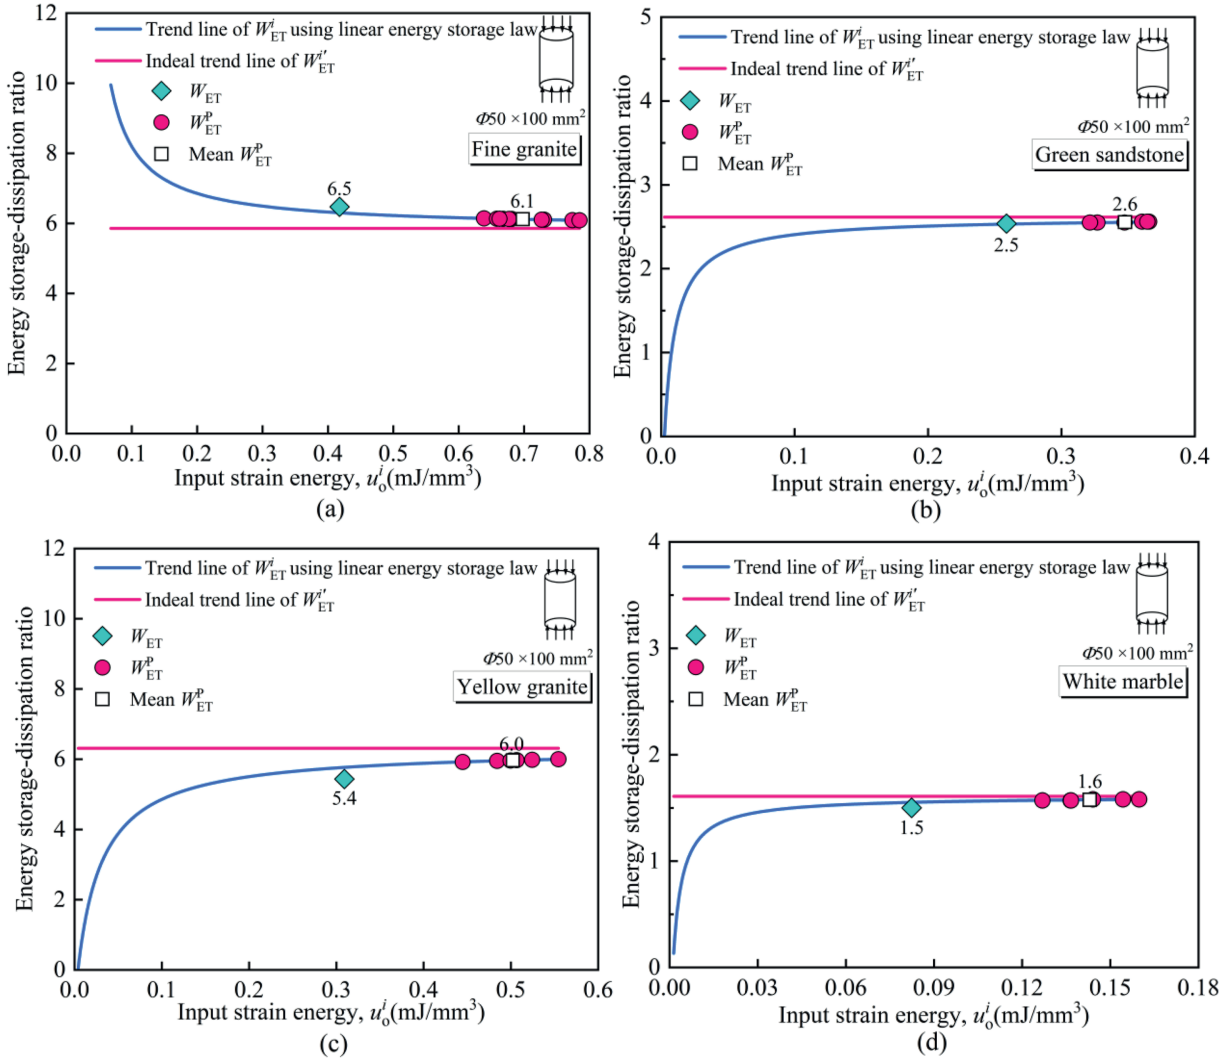 12
10
8
6
4
2
0
Energy storage-dissipation ratio
Trend line of W^i_ET using linear energy storage law
Indeal trend line of W^i′_ET
W_ET
W^P_ET
Mean W^P_ET
Φ50 ×100 mm²
Fine granite
6.5
6.1
0.0 0.1 0.2 0.3 0.4 0.5 0.6 0.7 0.8
Input strain energy, u^i_o(mJ/mm³)
(a)
5
4
3
2
1
0
Energy storage-dissipation ratio
Trend line of W^i_ET using linear energy storage law
Indeal trend line of W^i′_ET
W_ET
W^P_ET
Mean W^P_ET
Φ50 ×100 mm²
Green sandstone
2.6
2.5
0.0 0.1 0.2 0.3 0.4
Input strain energy, u^i_o(mJ/mm³)
(b)
12
10
8
6
4
2
0
Energy storage-dissipation ratio
Trend line of W^i_ET using linear energy storage law
Indeal trend line of W^i′_ET
W_ET
W^P_ET
Mean W^P_ET
Φ50 ×100 mm²
Yellow granite
6.0
5.4
0.0 0.1 0.2 0.3 0.4 0.5 0.6
Input strain energy, u^i_o(mJ/mm³)
(c)
4
3
2
1
0
Energy storage-dissipation ratio
Trend line of W^i_ET using linear energy storage law
Indeal trend line of W^i′_ET
W_ET
W^P_ET
Mean W^P_ET
Φ50 ×100 mm²
White marble
1.6
1.5
0.00 0.03 0.06 0.09 0.12 0.15 0.18
Input strain energy, u^i_o(mJ/mm³)
(d)